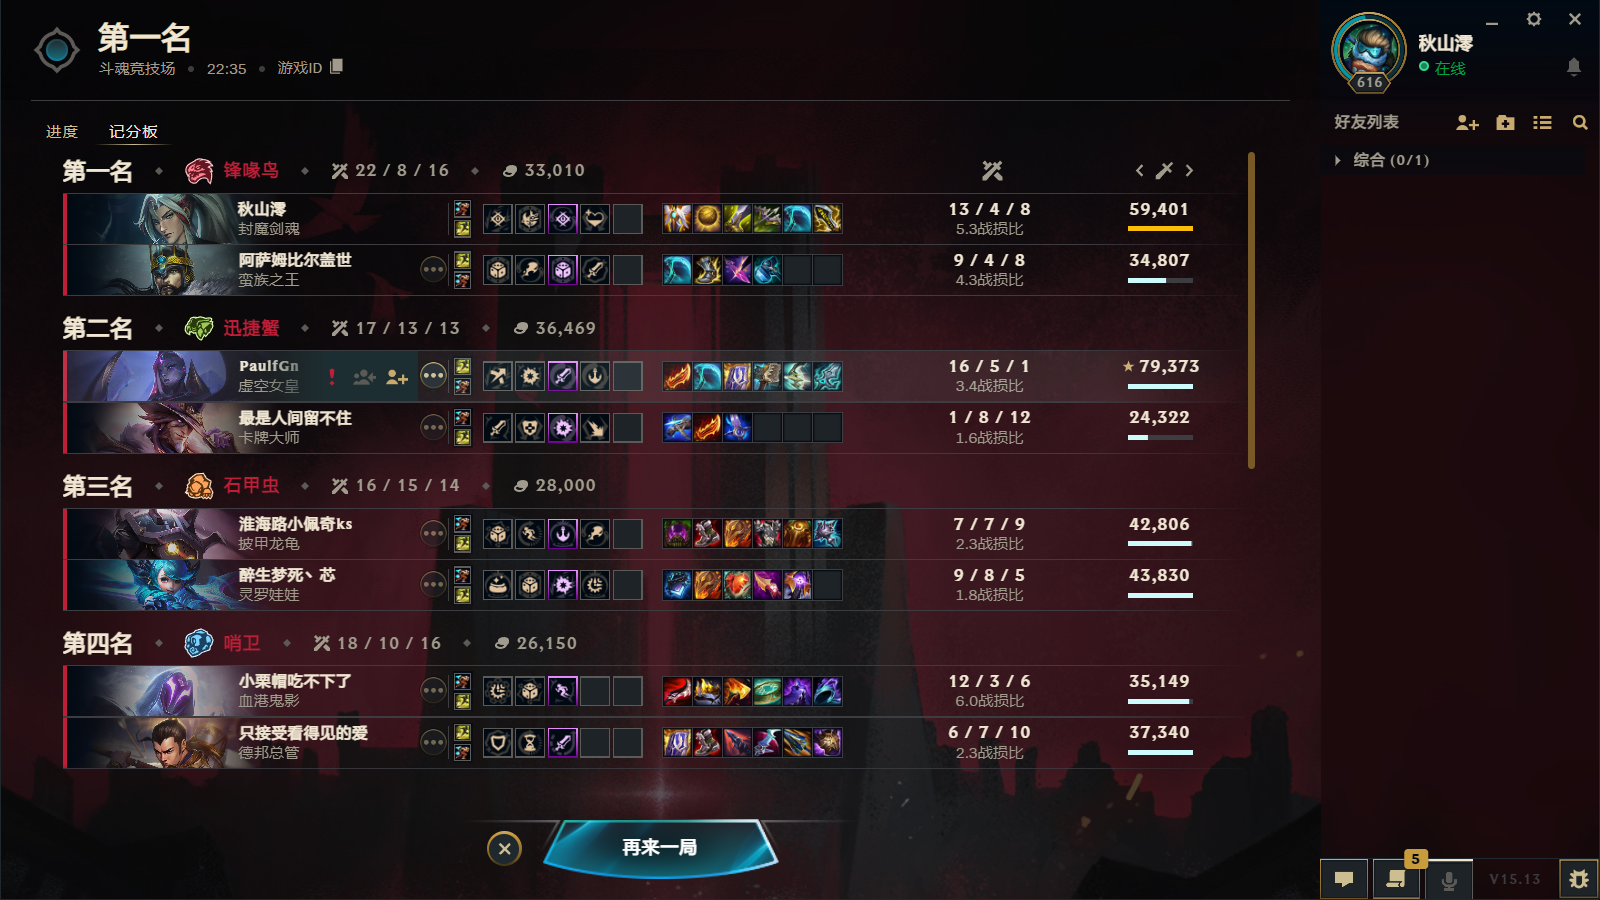 第一名
斗魂竞技场 • 22:35 • 游戏ID
进度 记分板
第一名 锋喙鸟 22 / 8 / 16 33,010
秋山澪 13 / 4 / 8 59,401
封魔剑魂 5.3战损比
阿萨姆比尔盖世 9 / 4 / 8 34,807
蛮族之王 4.3战损比
第二名 迅捷蟹 17 / 13 / 13 36,469
PaulfGn 16 / 5 / 1 79,373
虚空女皇 3.4战损比
最是人间留不住 1 / 8 / 12 24,322
卡牌大师 1.6战损比
第三名 石甲虫 16 / 15 / 14 28,000
淮海路小佩奇ks 7 / 7 / 9 42,806
披甲龙龟 2.3战损比
醉生梦死丶芯 9 / 8 / 5 43,830
灵罗娃娃 1.8战损比
第四名 哨卫 18 / 10 / 16 26,150
小栗帽吃不下了 12 / 3 / 6 35,149
血港鬼影 6.0战损比
只接受看得见的爱 6 / 7 / 10 37,340
德邦总管 2.3战损比
再来一局
秋山澪
在线
616
好友列表
综合 (0/1)
5
V15.13